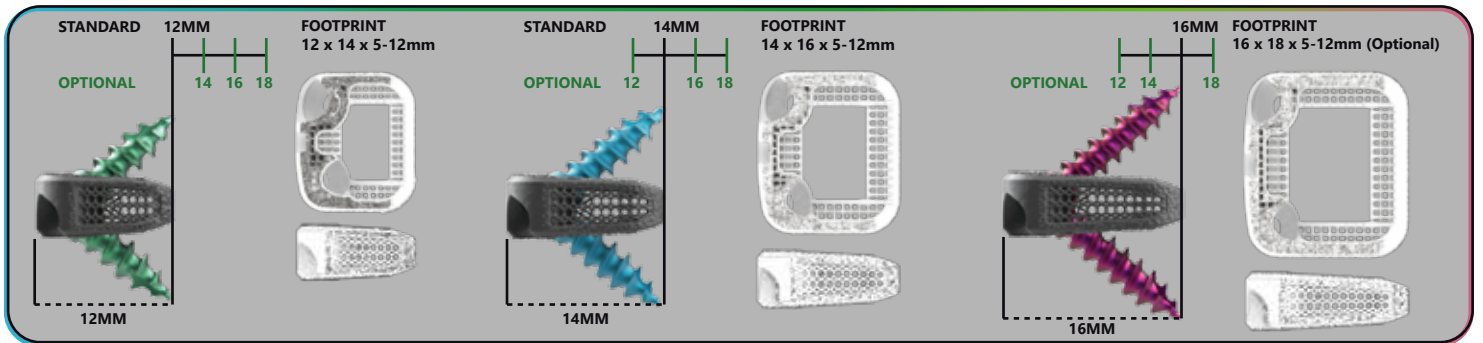 STANDARD 12MM
OPTIONAL 14 16 18
12MM
FOOTPRINT
12 x 14 x 5-12mm
STANDARD 14MM
OPTIONAL 12 16 18
14MM
FOOTPRINT
14 x 16 x 5-12mm
16MM
OPTIONAL 12 14 18
16MM
FOOTPRINT
16 x 18 x 5-12mm (Optional)